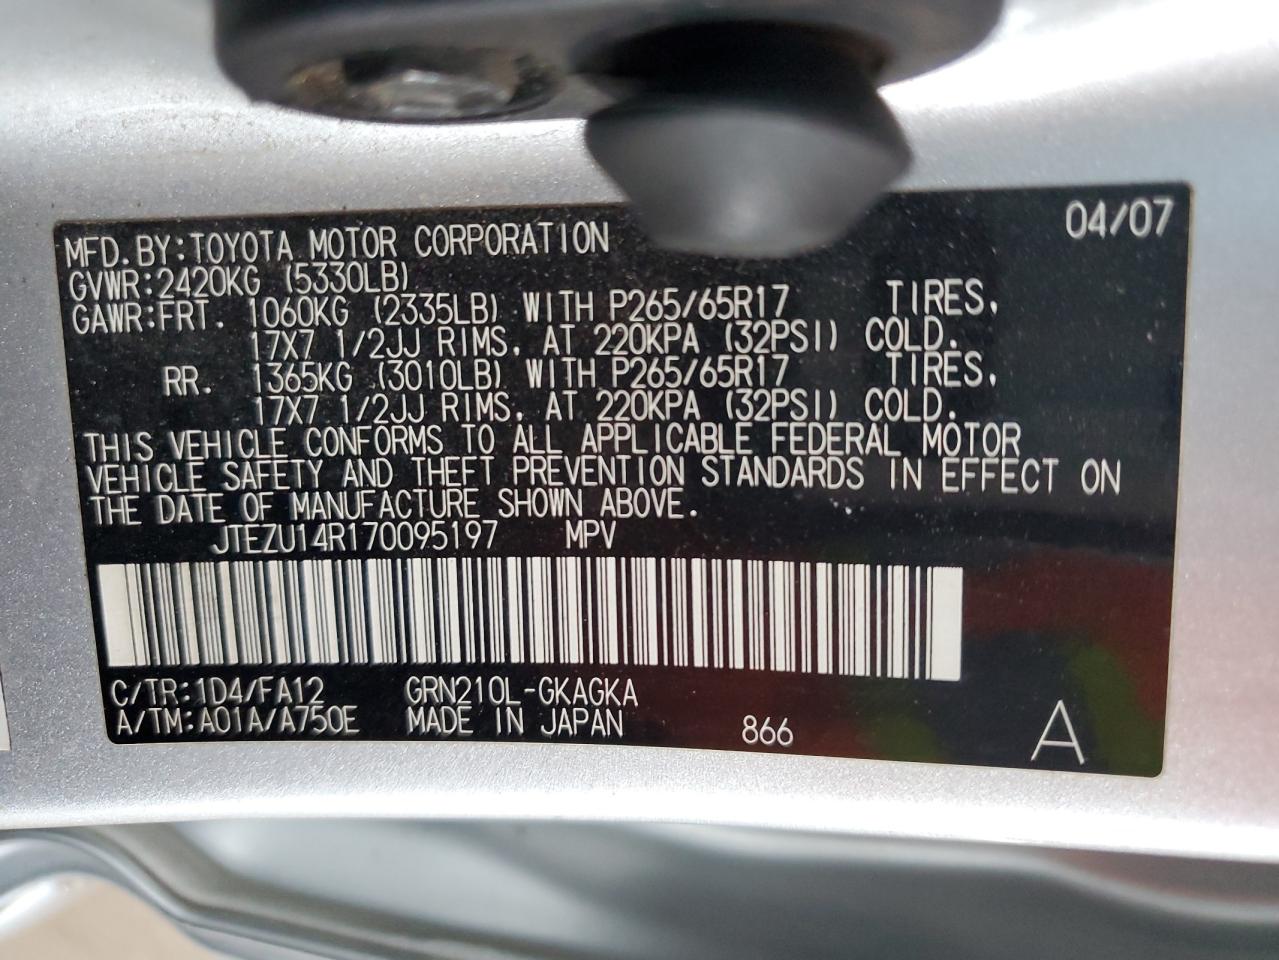 04/07
MFD. BY: TOYOTA MOTOR CORPORATION
GVWR: 2420KG (5330LB)
GAWR: FRT. 1060KG (2335LB) WITH P265/65R17 TIRES,
17X7 1/2JJ RIMS, AT 220KPA (32PSI) COLD.
RR. 1365KG (3010LB) WITH P265/65R17 TIRES,
17X7 1/2JJ RIMS, AT 220KPA (32PSI) COLD.
THIS VEHICLE CONFORMS TO ALL APPLICABLE FEDERAL MOTOR
VEHICLE SAFETY AND THEFT PREVENTION STANDARDS IN EFFECT ON
THE DATE OF MANUFACTURE SHOWN ABOVE.
JTEZU14R170095197 MPV
C/TR: 1D4/FA12 GRN210L-GKAGKA
A/TM: A01A/A750E MADE IN JAPAN 866 A